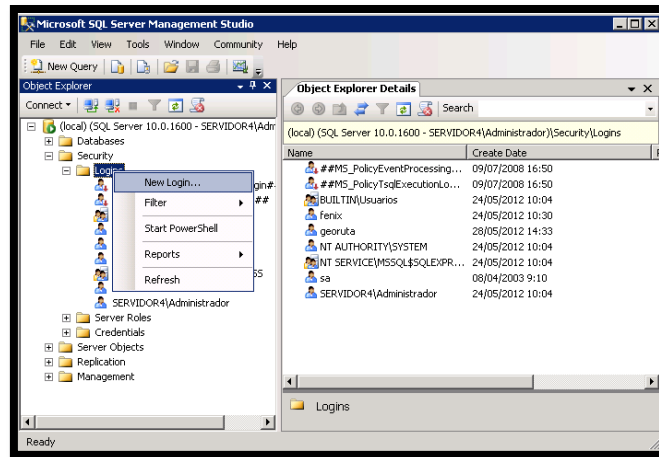 Microsoft SQL Server Management Studio
File Edit View Tools Window Community Help
New Query
Object Explorer
Connect
(local) (SQL Server 10.0.1600 - SERVIDOR4\Adr
Databases
Security
Logins
gin#
##
SS
SERVIDOR4\Administrador
Server Roles
Credentials
Server Objects
Replication
Management
New Login...
Filter
Start PowerShell
Reports
Refresh
Object Explorer Details
Search
(local) (SQL Server 10.0.1600 - SERVIDOR4\Administrador)\Security\Logins
Name Create Date
##MS_PolicyEventProcessing... 09/07/2008 16:50
##MS_PolicyTsqlExecutionLo... 09/07/2008 16:50
BUILTIN\Usuarios 24/05/2012 10:04
fenix 24/05/2012 10:30
georuta 28/05/2012 14:33
NT AUTHORITY\SYSTEM 24/05/2012 10:04
NT SERVICE\MSSQL$SQLEXPR... 24/05/2012 10:04
sa 08/04/2003 9:10
SERVIDOR4\Administrador 24/05/2012 10:04
Logins
Ready